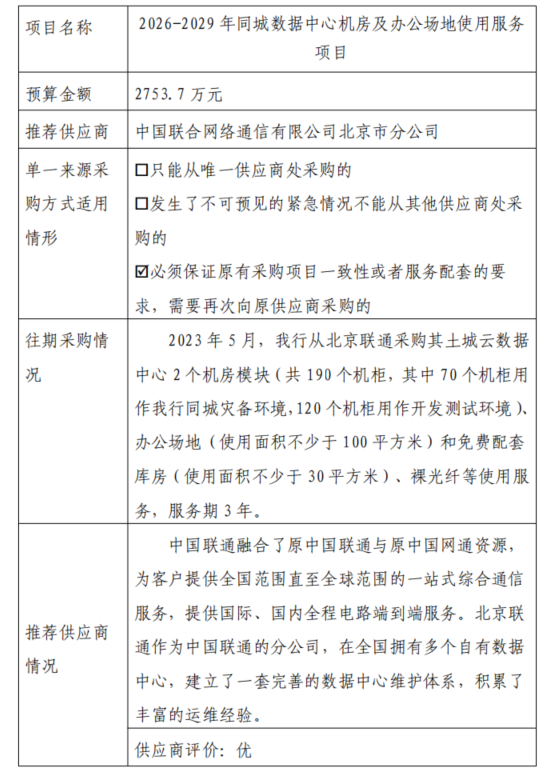 项目名称
2026-2029 年同城数据中心机房及办公场地使用服务
项目
预算金额
2753.7 万元
推荐供应商
中国联合网络通信有限公司北京市分公司
单一来源采
购方式适用
情形
☐只能从唯一供应商处采购的
☐发生了不可预见的紧急情况不能从其他供应商处采
购的
☑必须保证原有采购项目一致性或者服务配套的要
求，需要再次向原供应商采购的
往期采购情
况
2023 年 5 月，我行从北京联通采购其土城云数据
中心 2 个机房模块（共 190 个机柜，其中 70 个机柜用
作我行同城灾备环境，120 个机柜用作开发测试环境）、
办公场地（使用面积不少于 100 平方米）和免费配套
库房（使用面积不少于 30 平方米）、裸光纤等使用服
务，服务期 3 年。
推荐供应商
情况
中国联通融合了原中国联通与原中国网通资源，
为客户提供全国范围直至全球范围的一站式综合通信
服务，提供国际、国内全程电路端到端服务。北京联
通作为中国联通的分公司，在全国拥有多个自有数据
中心，建立了一套完善的数据中心维护体系，积累了
丰富的运维经验。
供应商评价：优